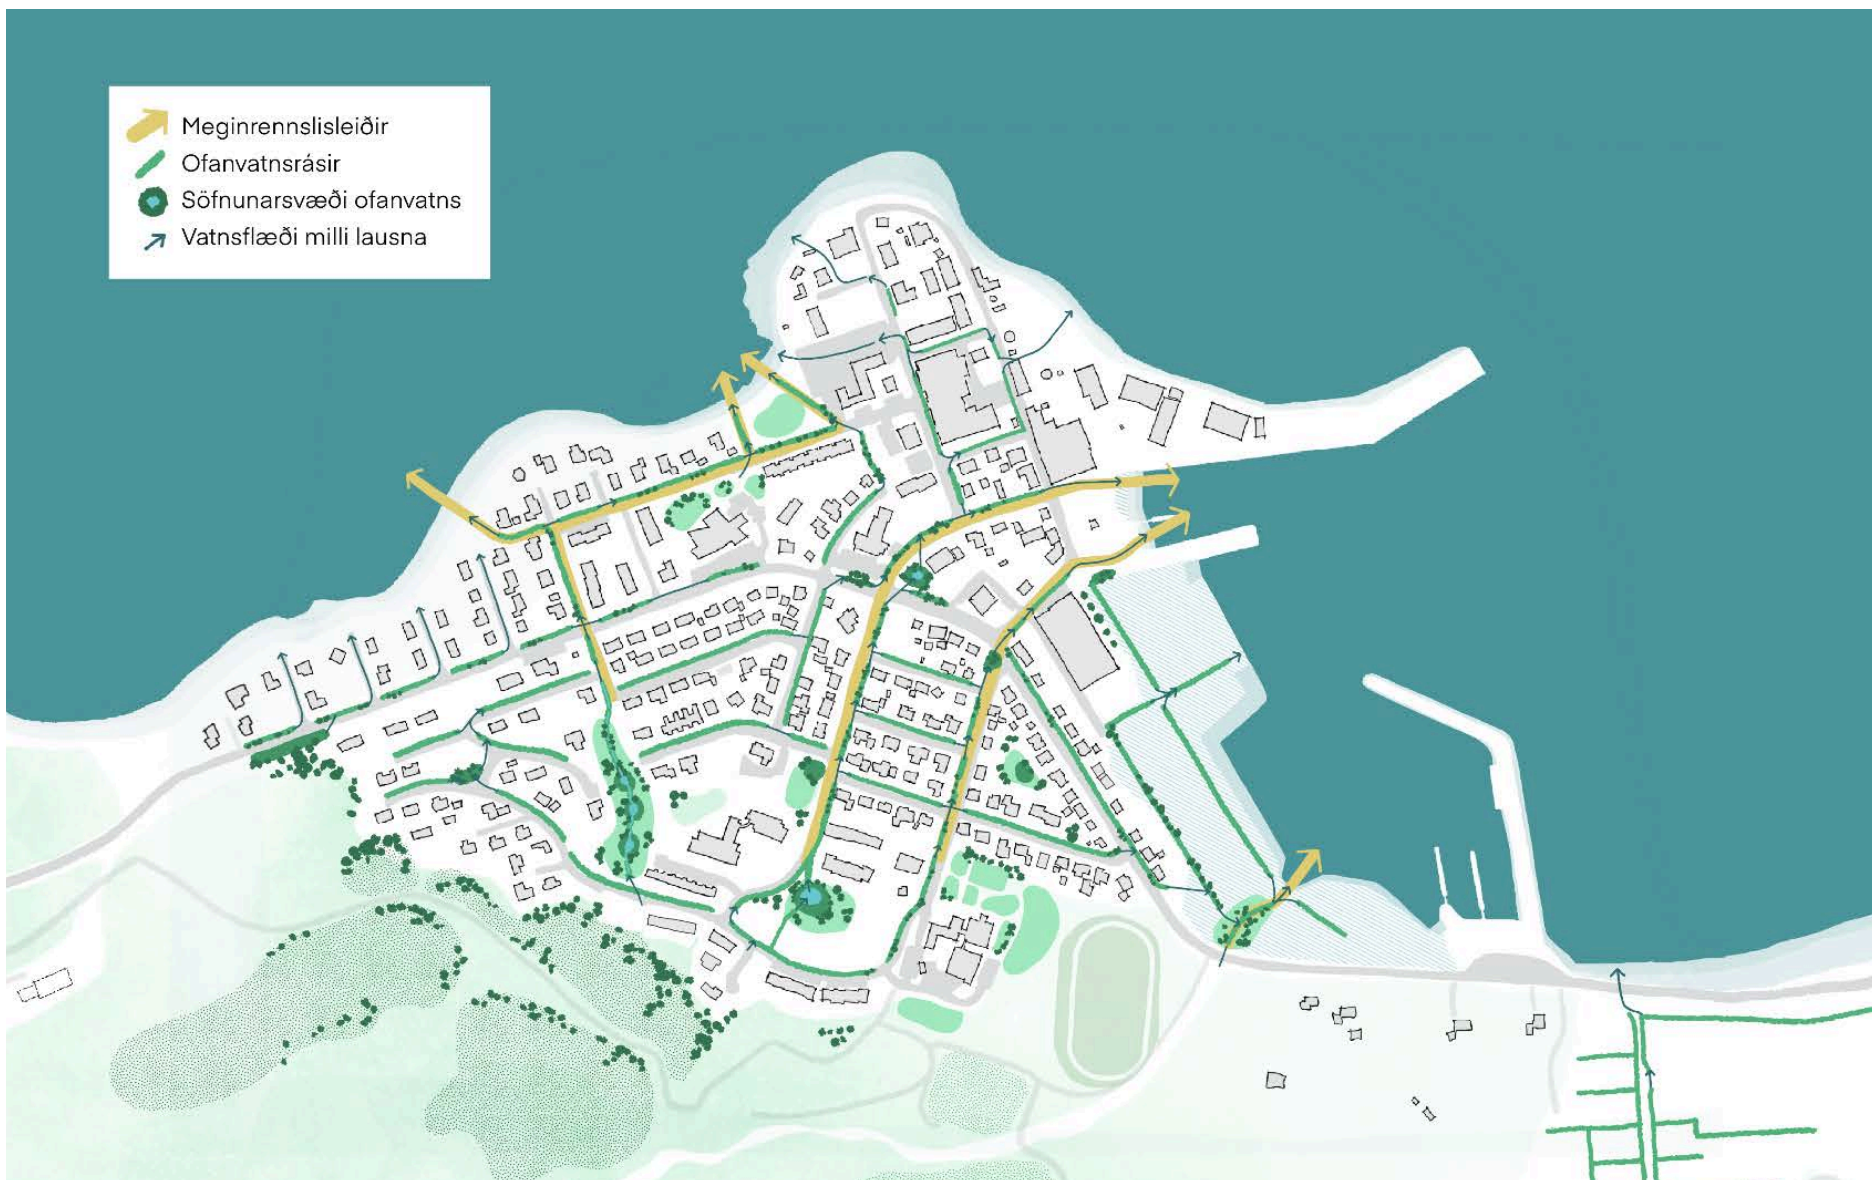 Meginrennslisleiðir
Ofanvatnsrásir
Söfnunarsvæði ofanvatns
Vatnsflæði milli lausna